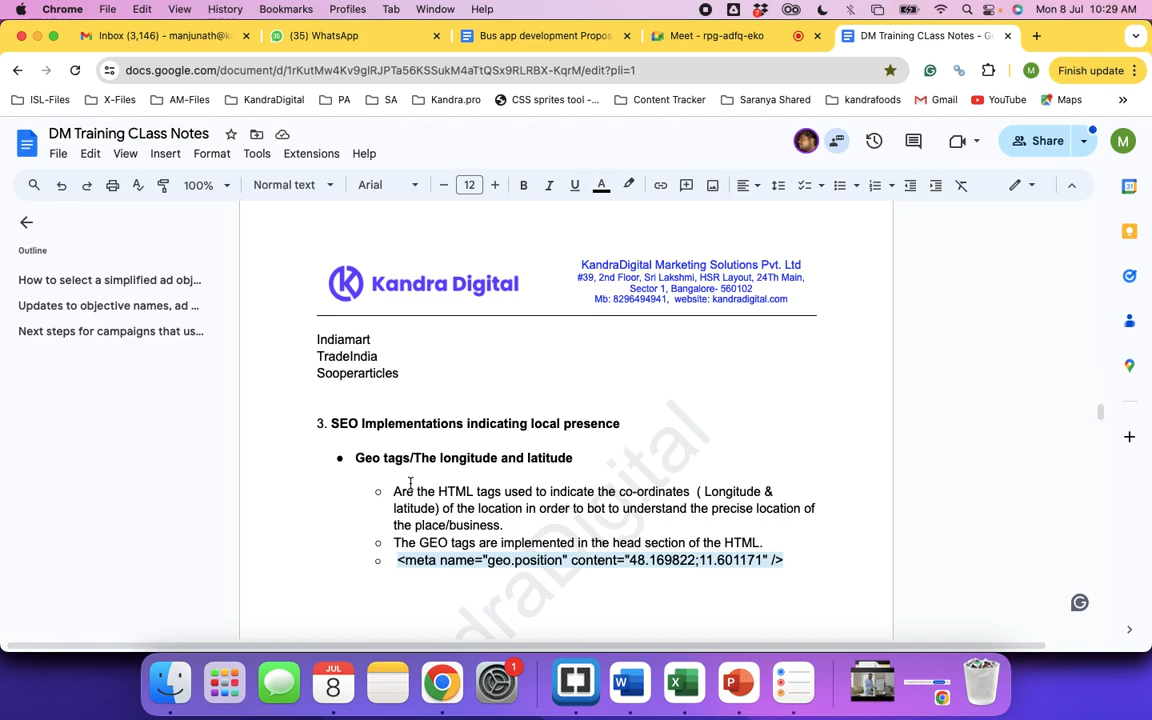 Chrome File Edit View History Bookmarks Profiles Tab Window Help Mon 8 Jul 10:29 AM
Inbox (3,146) - manjunath@k
(35) WhatsApp
Bus app development Propos.
Meet - rpg-adfq-eko
DM Training CLass Notes - Go
docs.google.com/document/d/1rKutMw4Kv9glRJPTa56KSSukM4aTtQSx9RLRBX-KqrM/edit?pli=1
M
Finish update
ISL-Files X-Files AM-Files KandraDigital PA SA Kandra.pro CSS sprites tool -... Content Tracker Saranya Shared kandrafoods Gmail YouTube Maps »
DM Training CLass Notes
File Edit View Insert Format Tools Extensions Help
Share
M
100% Normal text Arial − 12 + B I U A
Outline
How to select a simplified ad obj...
Updates to objective names, ad ...
Next steps for campaigns that us...
Kandra Digital
KandraDigital Marketing Solutions Pvt. Ltd
#39, 2nd Floor, Sri Lakshmi, HSR Layout, 24Th Main,
Sector 1, Bangalore- 560102
Mb: 8296494941, website: kandradigital.com
Indiamart
TradeIndia
Sooperarticles
3. SEO Implementations indicating local presence
● Geo tags/The longitude and latitude
○ Are the HTML tags used to indicate the co-ordinates ( Longitude &
latitude) of the location in order to bot to understand the precise location of
the place/business.
○ The GEO tags are implemented in the head section of the HTML.
○ <meta name="geo.position" content="48.169822;11.601171" />
draDigital
31
JUL
8
1
W
X
P